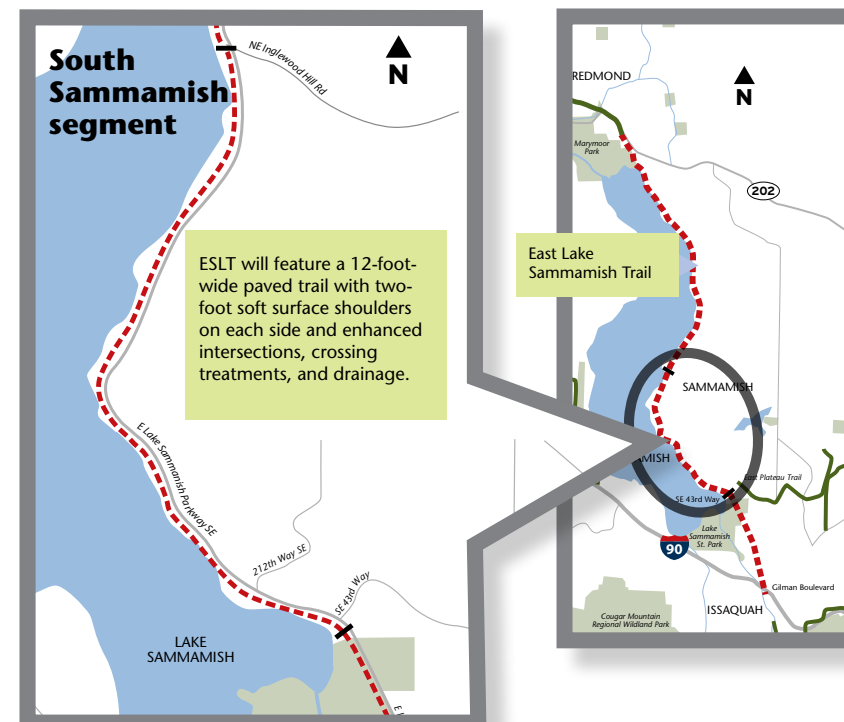 South
Sammamish
segment
N
NE Inglewood Hill Rd
ESLT will feature a 12-foot-
wide paved trail with two-
foot soft surface shoulders
on each side and enhanced
intersections, crossing
treatments, and drainage.
E Lake Sammamish Parkway SE
212th Way SE
SE 43rd Way
LAKE
SAMMAMISH
REDMOND
N
Marymoor
Park
202
East Lake
Sammamish Trail
SAMMAMISH
MISH
East Plateau Trail
SE 43rd Way
Lake
Sammamish
St. Park
90
Gilman Boulevard
ISSAQUAH
Cougar Mountain
Regional Wildland Park